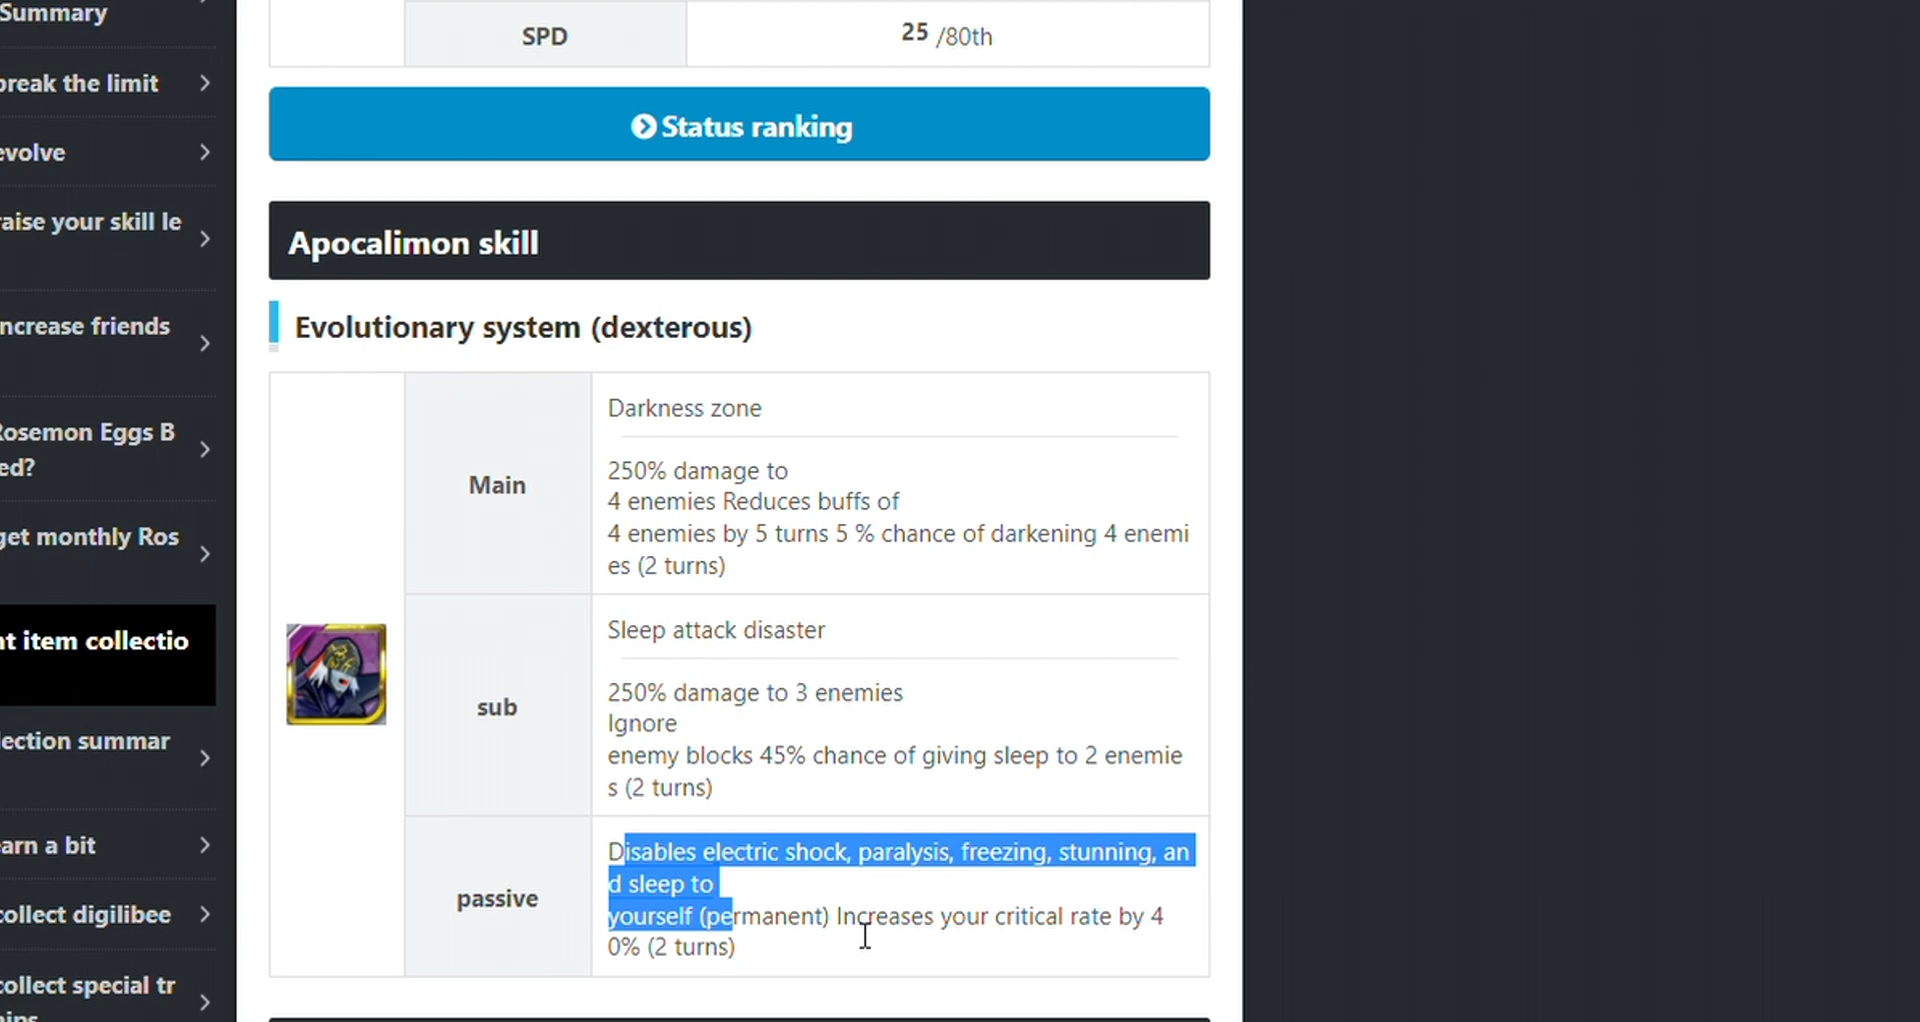 Summary
break the limit
evolve
raise your skill le
ncrease friends
Rosemon Eggs B
ed?
get monthly Ros
nt item collectio
lection summar
arn a bit
collect digilibee
collect special tr
SPD
25 /80th
Status ranking
Apocalimon skill
Evolutionary system (dexterous)
Main
Darkness zone
250% damage to
4 enemies Reduces buffs of
4 enemies by 5 turns 5 % chance of darkening 4 enemi
es (2 turns)
sub
Sleep attack disaster
250% damage to 3 enemies
Ignore
enemy blocks 45% chance of giving sleep to 2 enemie
s (2 turns)
passive
Disables electric shock, paralysis, freezing, stunning, an
d sleep to
yourself (permanent) Increases your critical rate by 4
0% (2 turns)